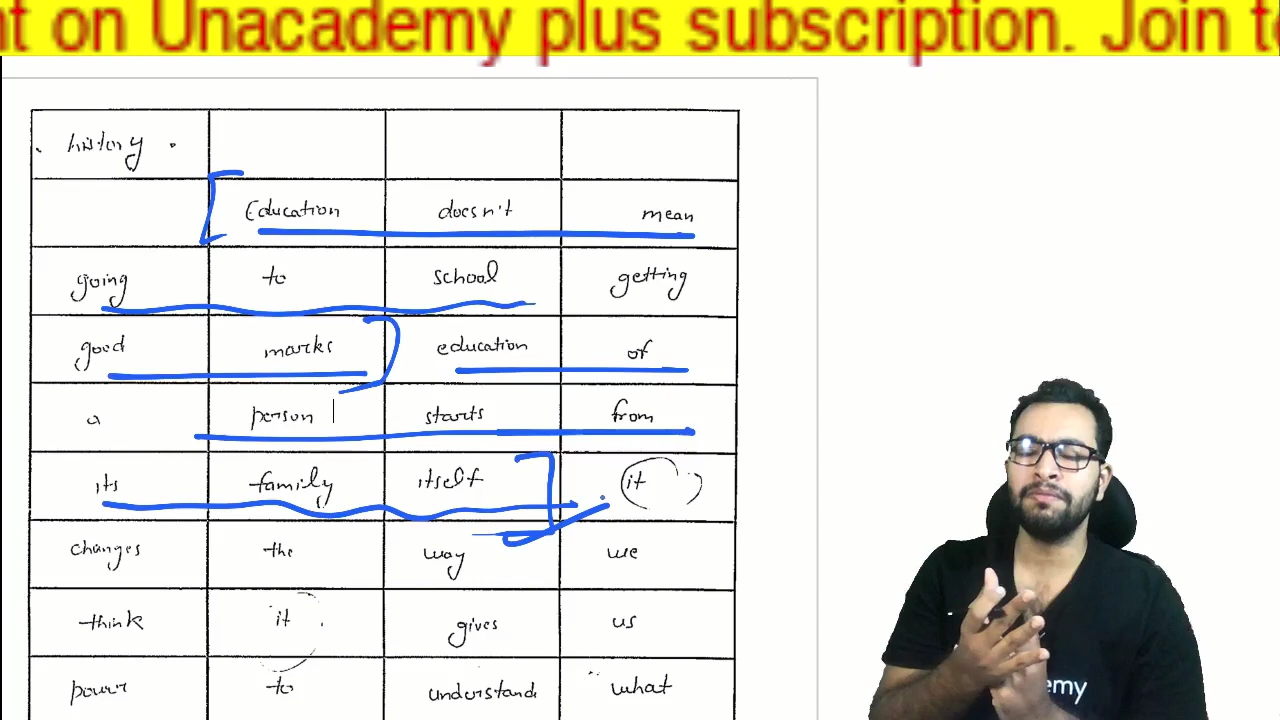 nt on Unacademy plus subscription. Join to
history
Education doesn't mean
going to school getting
good marks education of
a person starts from
its family itself it
changes the way we
think it gives us
power to understand what
emy